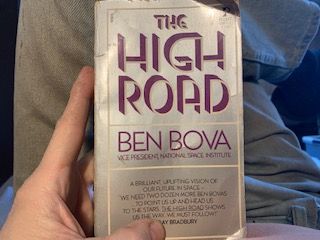 THE
HIGH
ROAD
BEN BOVA
VICE PRESIDENT, NATIONAL SPACE INSTITUTE
A BRILLIANT, UPLIFTING VISION OF
OUR FUTURE IN SPACE –
WE NEED TWO DOZEN MORE BEN BOVAS
TO POINT US UP AND HEAD US
TO THE STARS. THE HIGH ROAD SHOWS
US THE WAY. WE MUST FOLLOW!
RAY BRADBURY